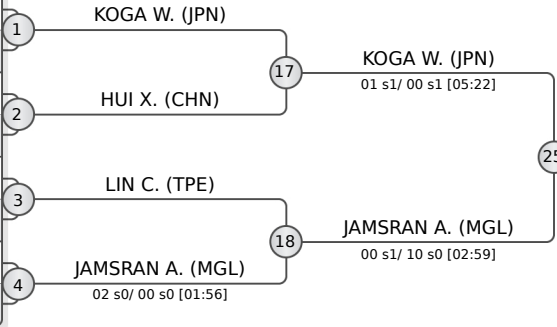 KOGA W. (JPN)
1
17
KOGA W. (JPN)
01 s1/ 00 s1 [05:22]
HUI X. (CHN)
2
25
LIN C. (TPE)
3
18
JAMSRAN A. (MGL)
00 s1/ 10 s0 [02:59]
JAMSRAN A. (MGL)
4
02 s0/ 00 s0 [01:56]